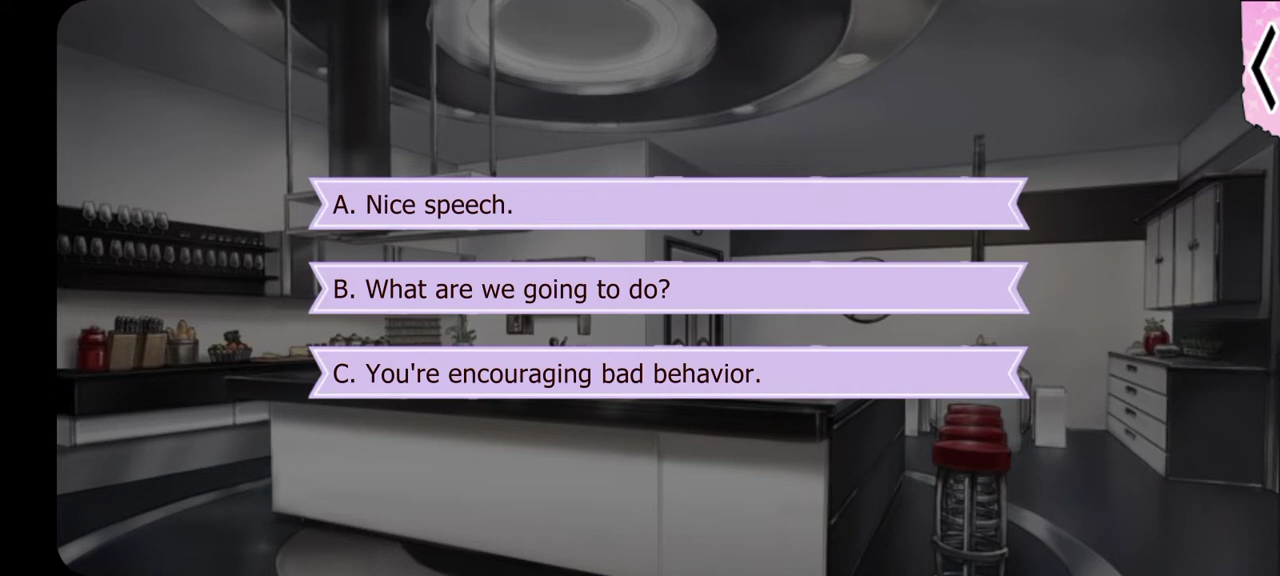 A. Nice speech.
B. What are we going to do?
C. You're encouraging bad behavior.